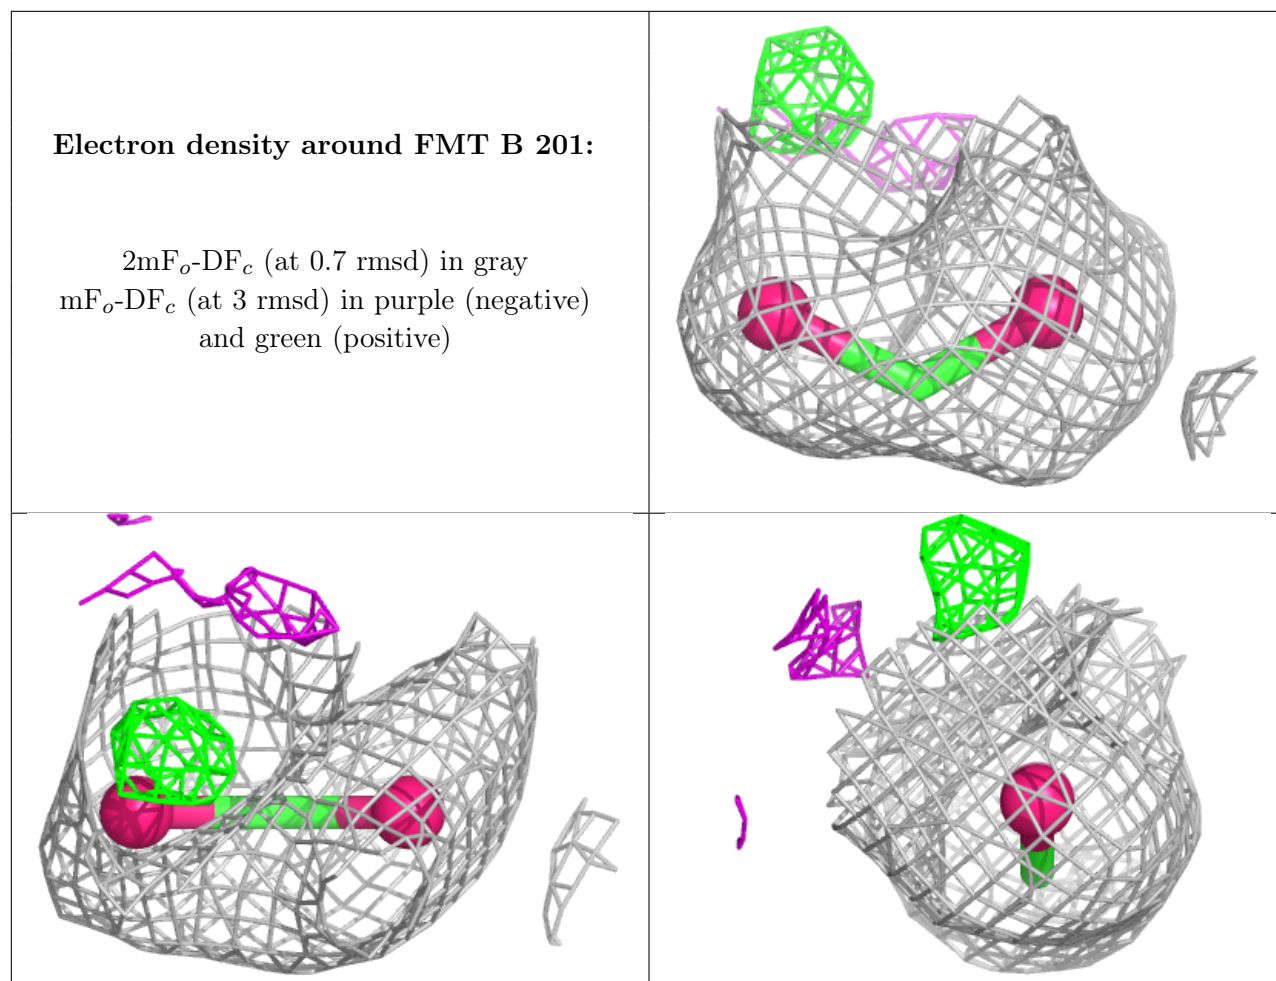 Electron density around FMT B 201:
2mFo-DFc (at 0.7 rmsd) in gray
mFo-DFc (at 3 rmsd) in purple (negative)
and green (positive)